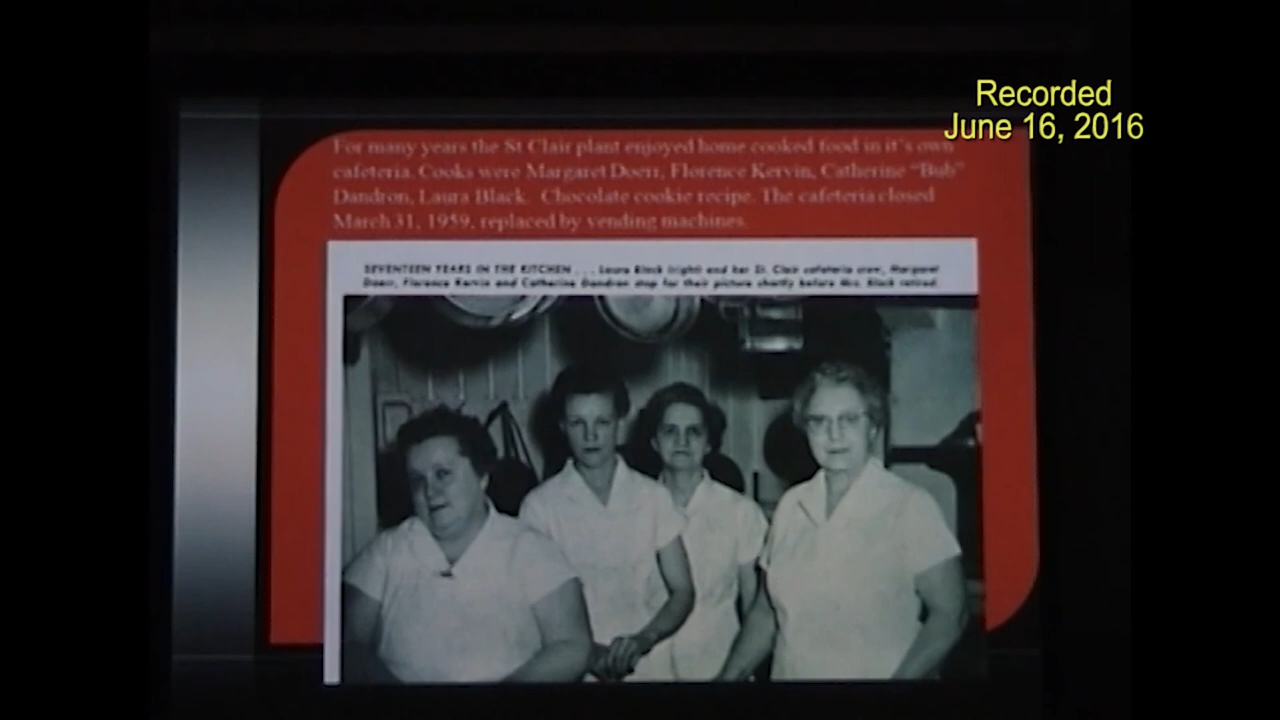 Recorded
June 16, 2016
For many years the St Clair plant enjoyed home cooked food in it's own
cafeteria. Cooks were Margaret Doerr, Florence Kervin, Catherine “Bub”
Dandron, Laura Black. Chocolate cookie recipe. The cafeteria closed
March 31, 1959, replaced by vending machines.
SEVENTEEN YEARS IN THE KITCHEN . . . Laura Black (right) and her St. Clair cafeteria crew, Margaret
Doerr, Florence Kervin and Catherine Dandron stop for their picture shortly before Mrs. Black retired.